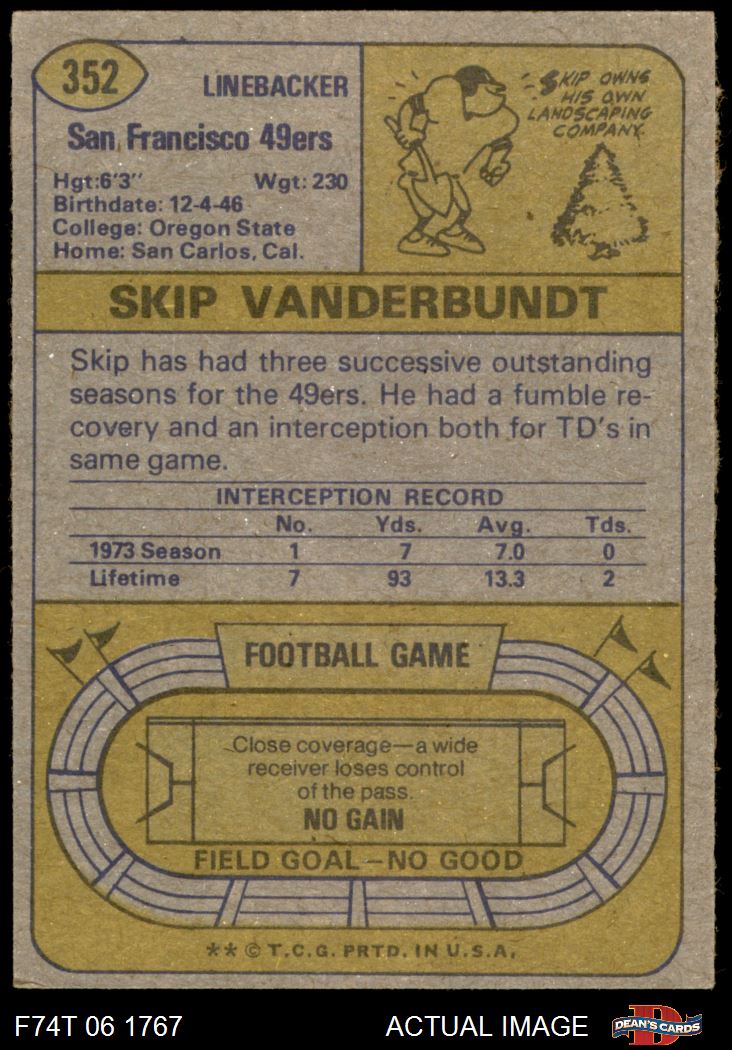 352
LINEBACKER
San Francisco 49ers
Hgt:6'3" Wgt: 230
Birthdate: 12-4-46
College: Oregon State
Home: San Carlos, Cal.
SKIP OWNS
HIS OWN
LANDSCAPING
COMPANY.
SKIP VANDERBUNDT
Skip has had three successive outstanding
seasons for the 49ers. He had a fumble re-
covery and an interception both for TD's in
same game.
INTERCEPTION RECORD
No. Yds. Avg. Tds.
1973 Season 1 7 7.0 0
Lifetime 7 93 13.3 2
FOOTBALL GAME
Close coverage—a wide
receiver loses control
of the pass.
NO GAIN
FIELD GOAL—NO GOOD
** © T.C.G. PRTD. IN U.S.A.
F74T 06 1767 ACTUAL IMAGE
D
DEAN'S CARDS